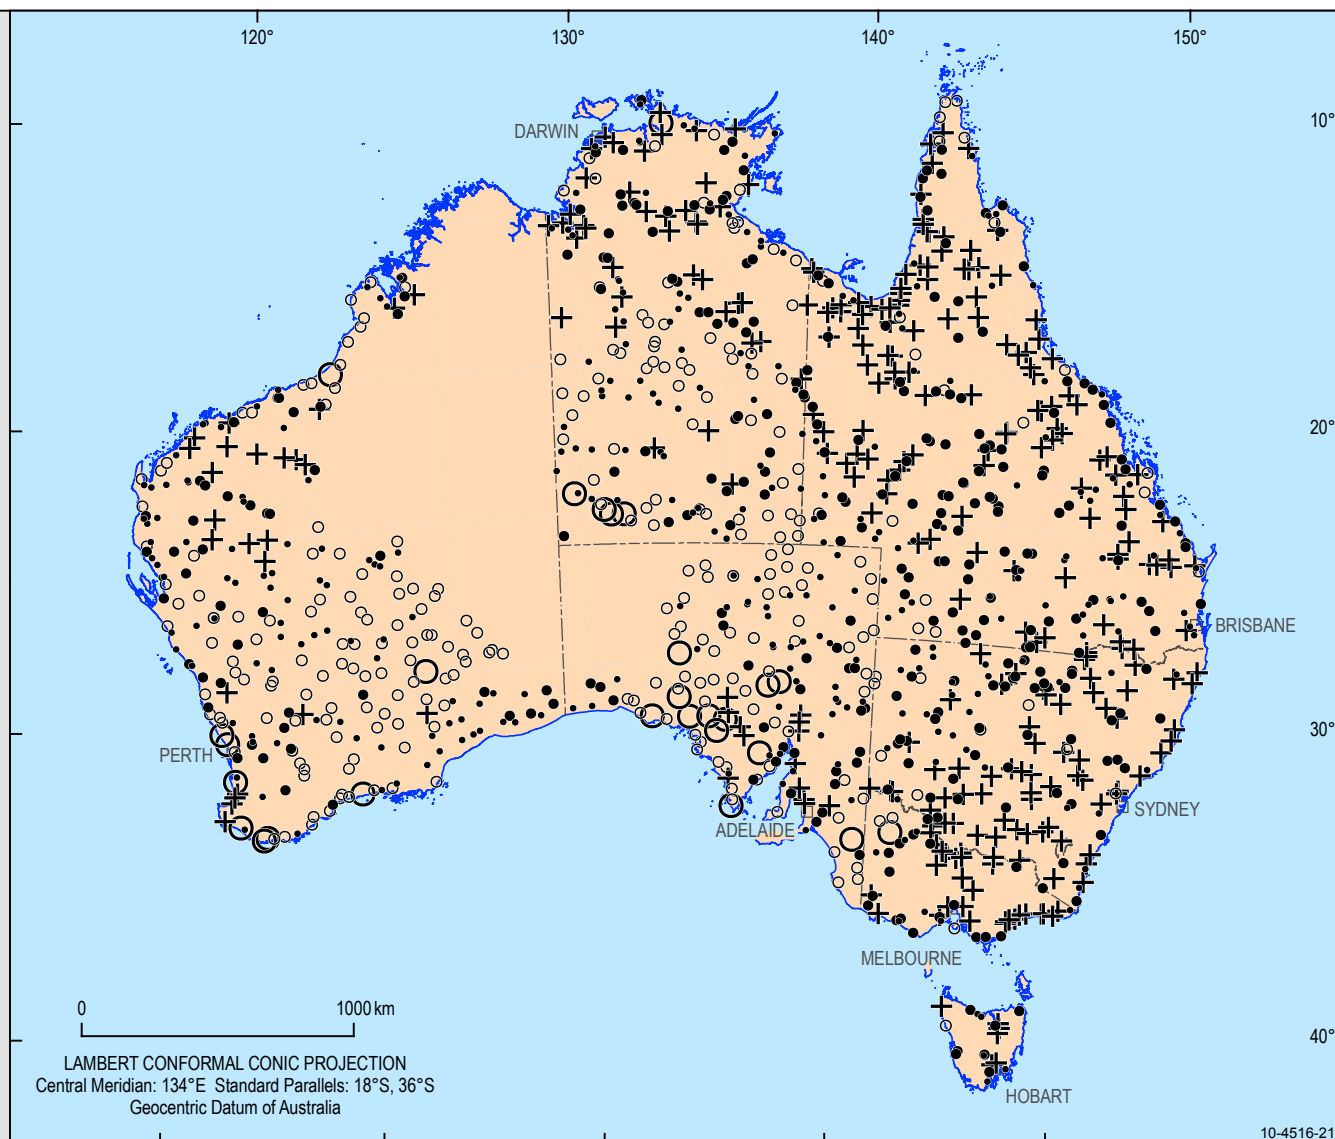 120°
130°
140°
150°
10°
DARWIN
20°
BRISBANE
30°
PERTH
SYDNEY
ADELAIDE
MELBOURNE
0
1000 km
40°
LAMBERT CONFORMAL CONIC PROJECTION
Central Meridian: 134°E Standard Parallels: 18°S, 36°S
Geocentric Datum of Australia
HOBART
10-4516-21